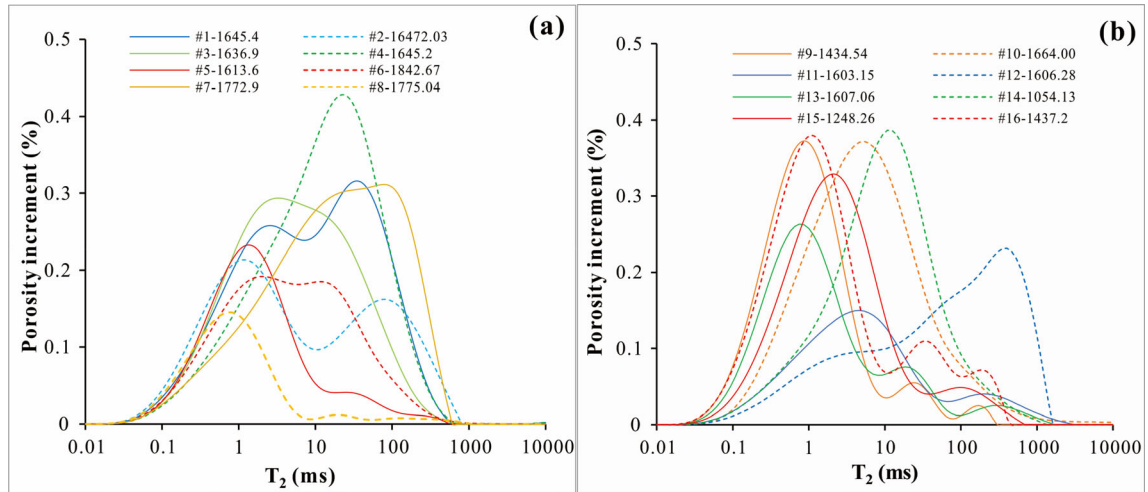 (a)
0.5
0.4
0.3
0.2
0.1
0
Porosity increment (%)
#1-1645.4 #2-16472.03
#3-1636.9 #4-1645.2
#5-1613.6 #6-1842.67
#7-1772.9 #8-1775.04
0.01 0.1 1 10 100 1000 10000
T₂ (ms)
(b)
0.5
0.4
0.3
0.2
0.1
0
Porosity increment (%)
#9-1434.54 #10-1664.00
#11-1603.15 #12-1606.28
#13-1607.06 #14-1054.13
#15-1248.26 #16-1437.2
0.01 0.1 1 10 100 1000 10000
T₂ (ms)